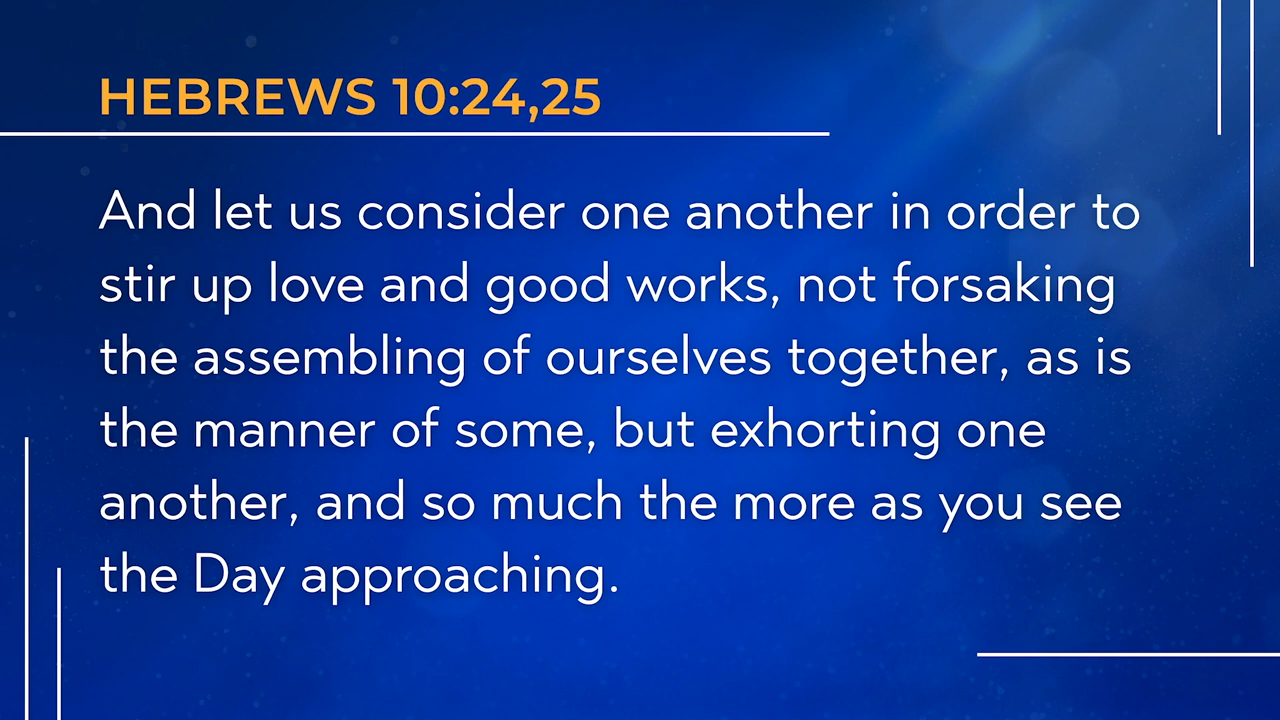 HEBREWS 10:24,25
And let us consider one another in order to
stir up love and good works, not forsaking
the assembling of ourselves together, as is
the manner of some, but exhorting one
another, and so much the more as you see
the Day approaching.